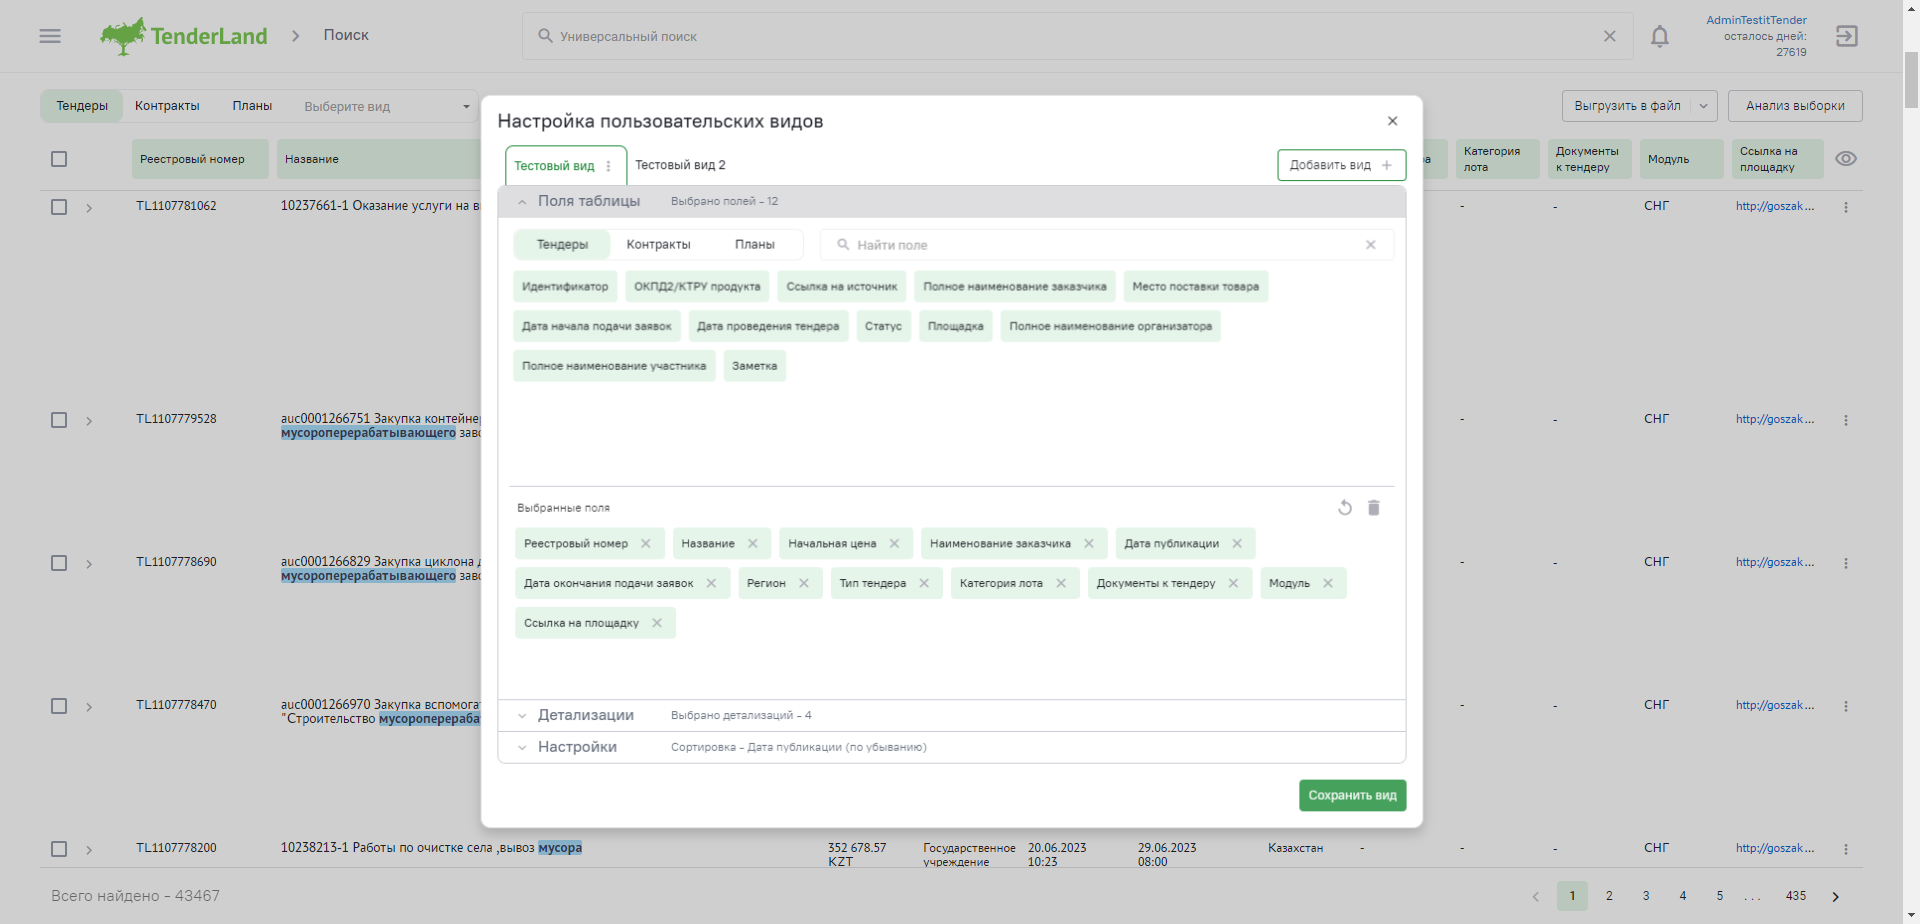 TenderLand
Поиск
Универсальный поиск
AdminTestitTender
осталось дней:
27619
Тендеры
Контракты
Планы
Выберите вид
Выгрузить в файл
Анализ выборки
Реестровый номер
Название
Категория
лота
Документы
к тендеру
Модуль
Ссылка на
площадку
TL1107781062
10237661-1 Оказание услуги на
-
-
СНГ
http://goszak...
TL1107779528
auc0001266751 Закупка
мусороперерабатывающего
-
-
СНГ
http://goszak...
TL1107778690
auc0001266829 Закупка циклона
мусороперерабатывающего
-
-
СНГ
http://goszak...
TL1107778470
auc0001266970 Закупка
"Строительство
-
-
СНГ
http://goszak...
TL1107778200
10238213-1 Работы по очистке села ,вывоз мусора
352 678.57
KZT
Государственное
учреждение
20.06.2023
10:23
29.06.2023
08:00
Казахстан
-
-
СНГ
http://goszak...
Всего найдено - 43467
1 2 3 4 5 ... 435
Настройка пользовательских видов
Тестовый вид
Тестовый вид 2
Добавить вид
Поля таблицы
Выбрано полей - 12
Тендеры
Контракты
Планы
Найти поле
Идентификатор
ОКПД2/КТРУ продукта
Ссылка на источник
Полное наименование заказчика
Место поставки товара
Дата начала подачи заявок
Дата проведения тендера
Статус
Площадка
Полное наименование организатора
Полное наименование участника
Заметка
Выбранные поля
Реестровый номер
Название
Начальная цена
Наименование заказчика
Дата публикации
Дата окончания подачи заявок
Регион
Тип тендера
Категория лота
Документы к тендеру
Модуль
Ссылка на площадку
Детализации
Выбрано детализаций - 4
Настройки
Сортировка - Дата публикации (по убыванию)
Сохранить вид